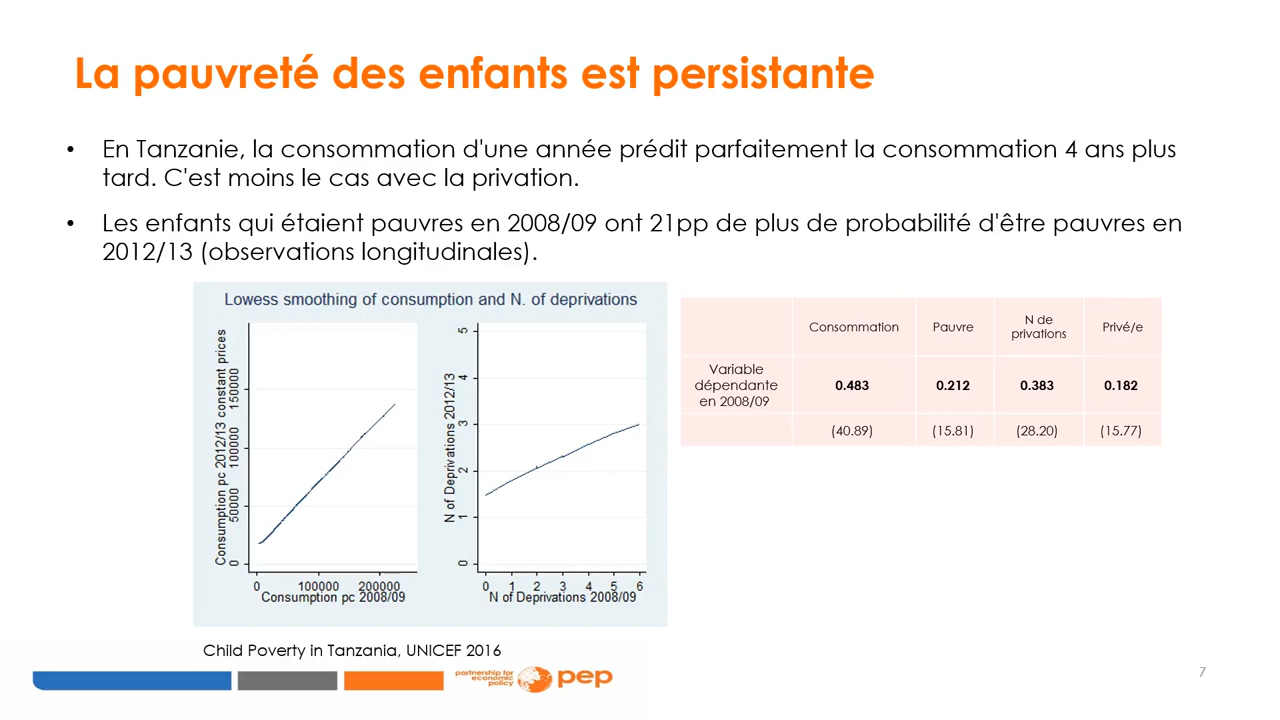 La pauvreté des enfants est persistante
• En Tanzanie, la consommation d'une année prédit parfaitement la consommation 4 ans plus
tard. C'est moins le cas avec la privation.
• Les enfants qui étaient pauvres en 2008/09 ont 21pp de plus de probabilité d'être pauvres en
2012/13 (observations longitudinales).
Lowess smoothing of consumption and N. of deprivations
Consumption pc 2012/13 constant prices
0 50000 100000 150000
0 100000 200000
Consumption pc 2008/09
N of Deprivations 2012/13
0 1 2 3 4 5
0 1 2 3 4 5 6
N of Deprivations 2008/09
Consommation Pauvre N de privations Privé/e
Variable dépendante en 2008/09 0.483 0.212 0.383 0.182
(40.89) (15.81) (28.20) (15.77)
Child Poverty in Tanzania, UNICEF 2016
partnership for
economic
policy
pep
7